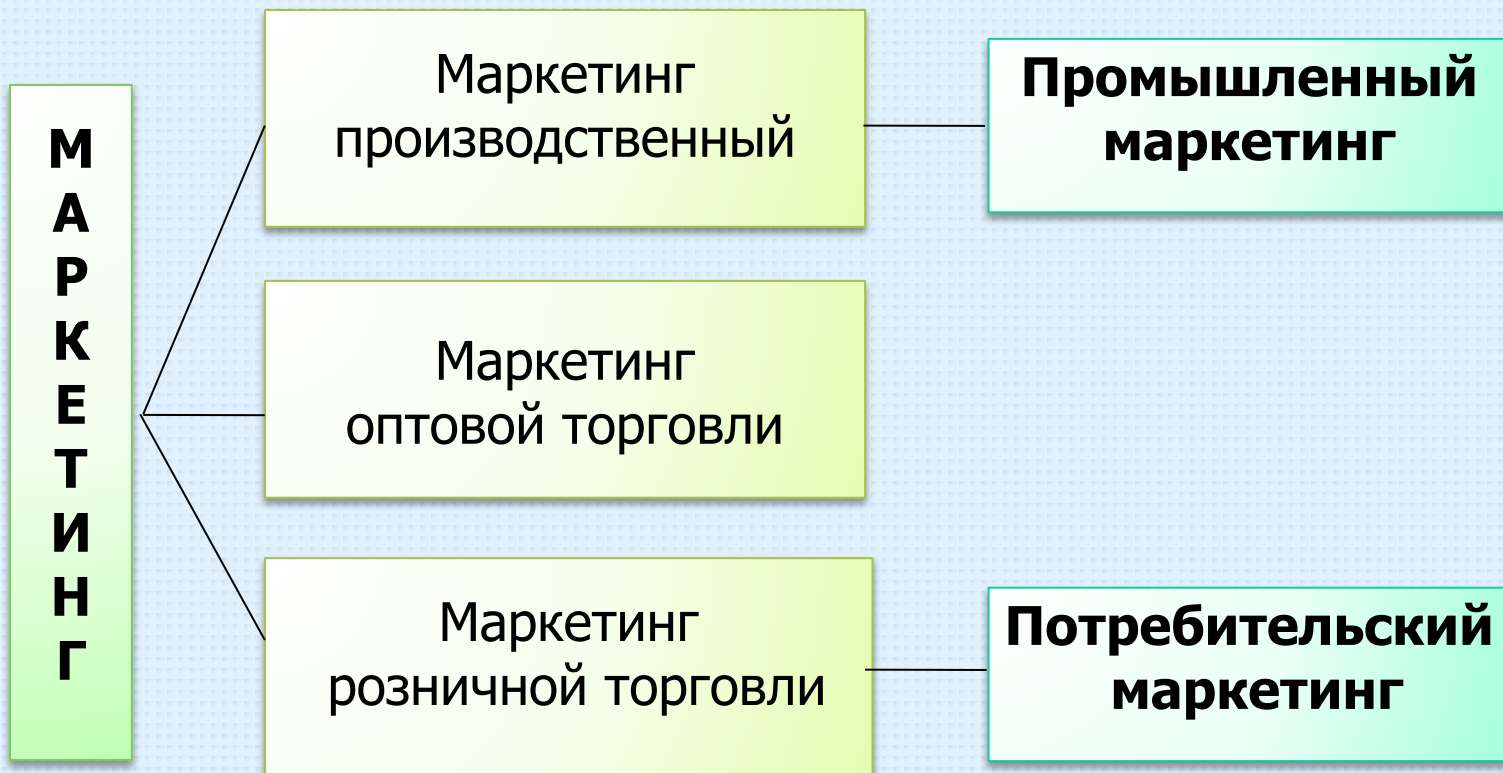 М
А
Р
К
Е
Т
И
Н
Г
Маркетинг
производственный
Промышленный
маркетинг
Маркетинг
оптовой торговли
Маркетинг
розничной торговли
Потребительский
маркетинг